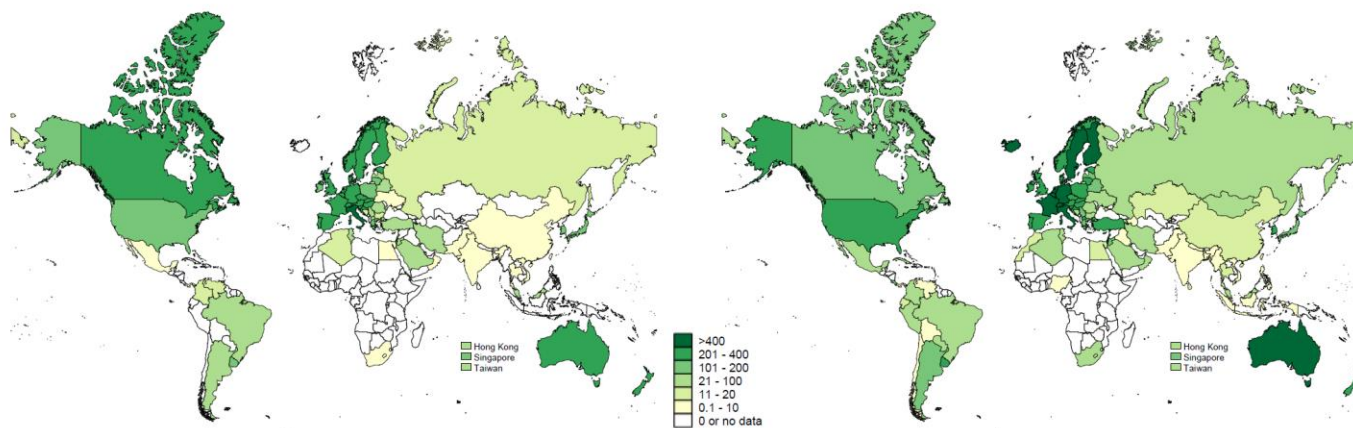 Hong Kong
Singapore
Taiwan
>400
201 - 400
101 - 200
21 - 100
11 - 20
0.1 - 10
0 or no data
Hong Kong
Singapore
Taiwan